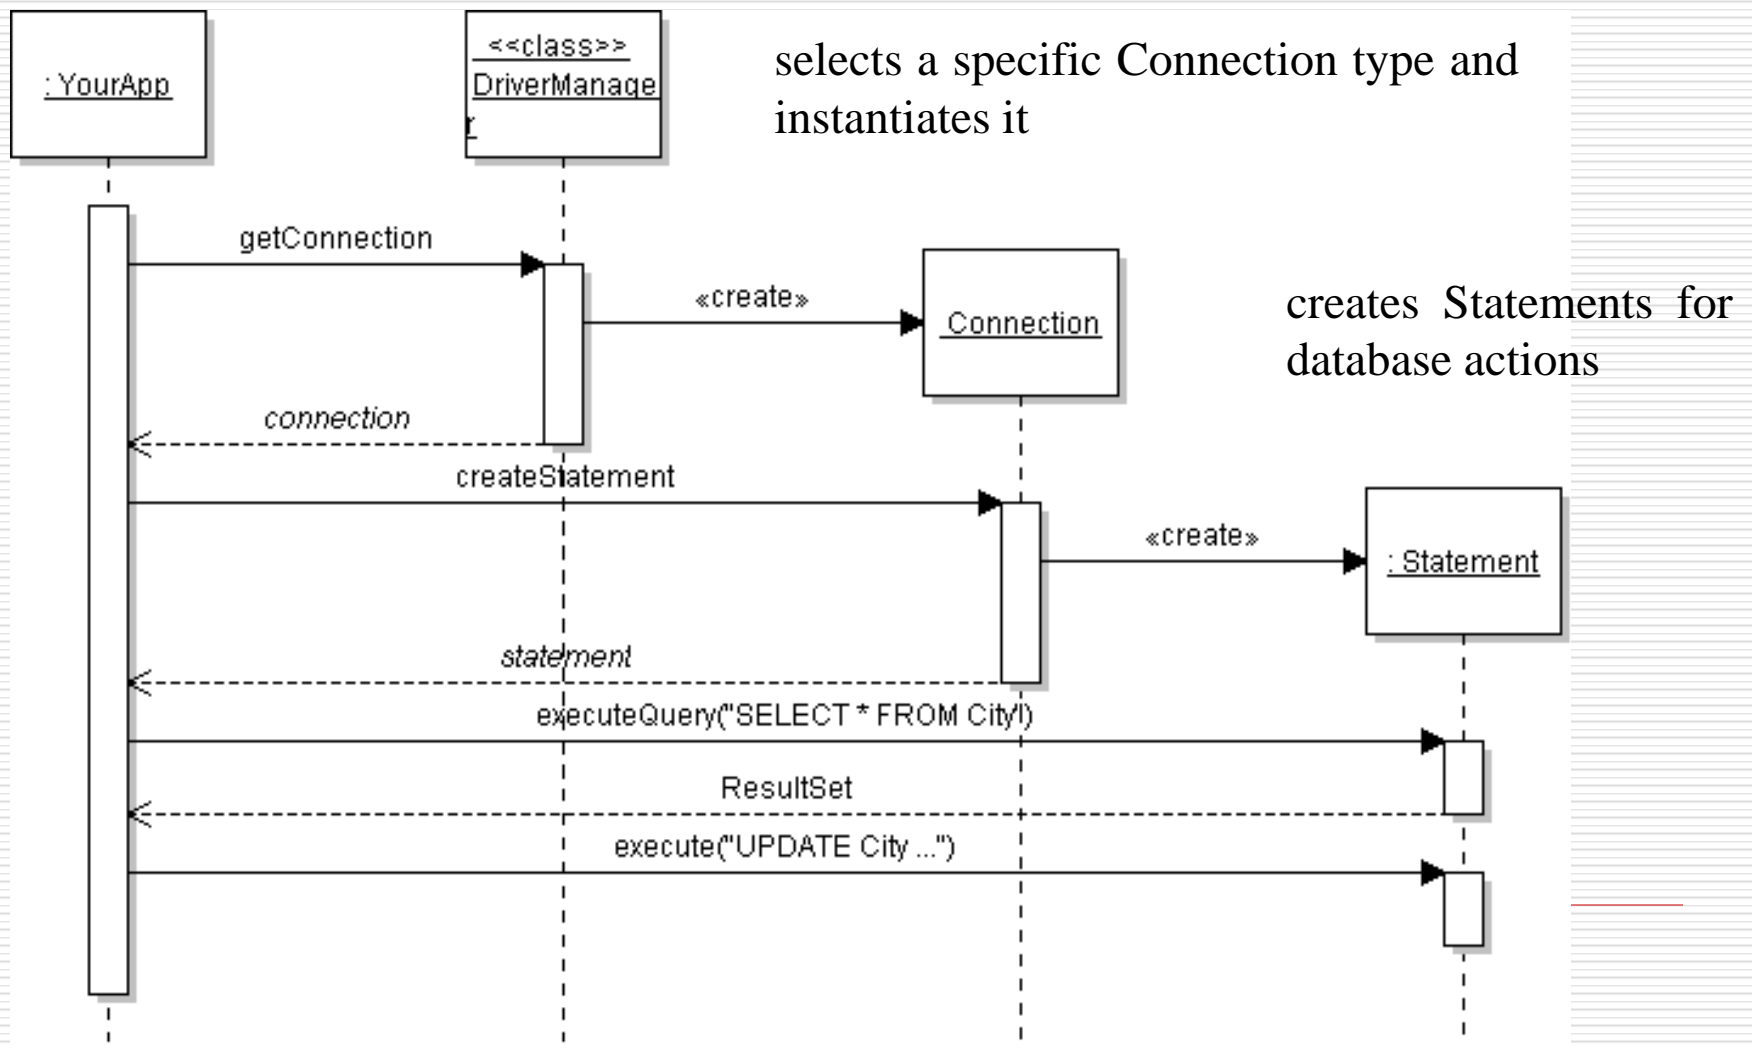 : YourApp
<<class>>
DriverManage
r
selects a specific Connection type and
instantiates it
getConnection
«create»
Connection
creates Statements for
database actions
connection
createStatement
«create»
: Statement
statement
executeQuery("SELECT * FROM City")
ResultSet
execute("UPDATE City ...")